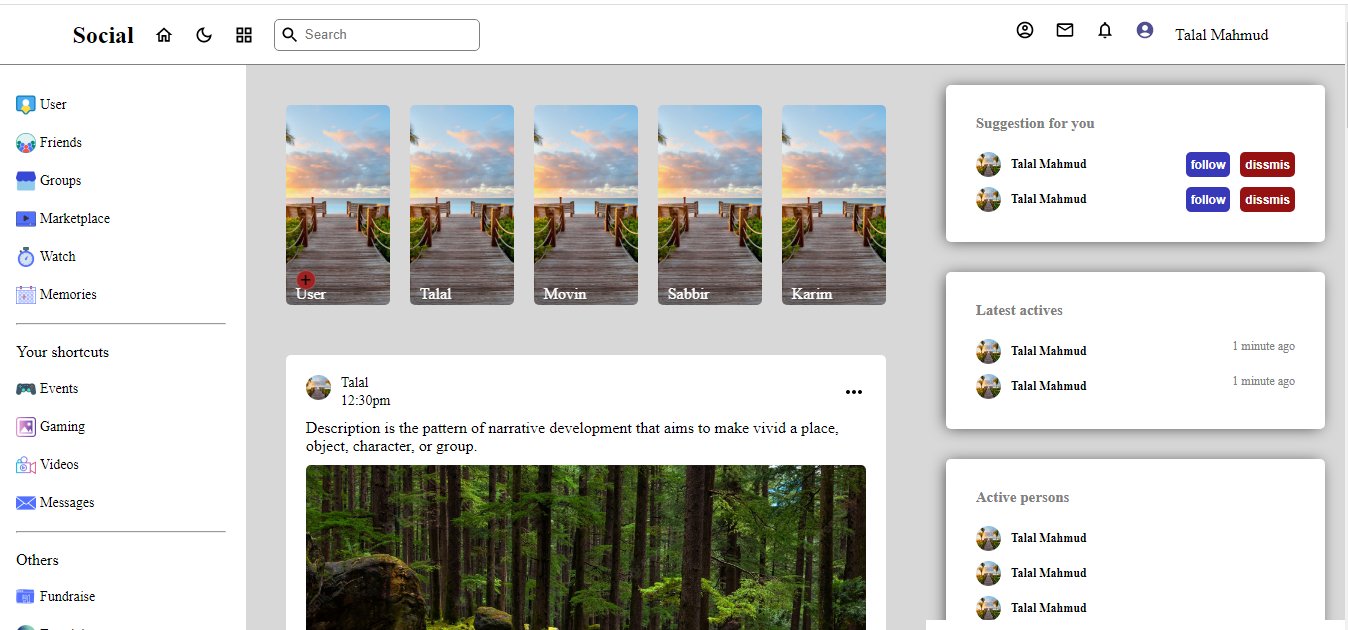 Social
Search
Talal Mahmud
User
Friends
Groups
Marketplace
Watch
Memories
Your shortcuts
Events
Gaming
Videos
Messages
Others
Fundraise
User
Talal
Movin
Sabbir
Karim
Talal
12:30pm
Description is the pattern of narrative development that aims to make vivid a place,
object, character, or group.
Suggestion for you
Talal Mahmud follow dissmis
Talal Mahmud follow dissmis
Latest actives
Talal Mahmud 1 minute ago
Talal Mahmud 1 minute ago
Active persons
Talal Mahmud
Talal Mahmud
Talal Mahmud